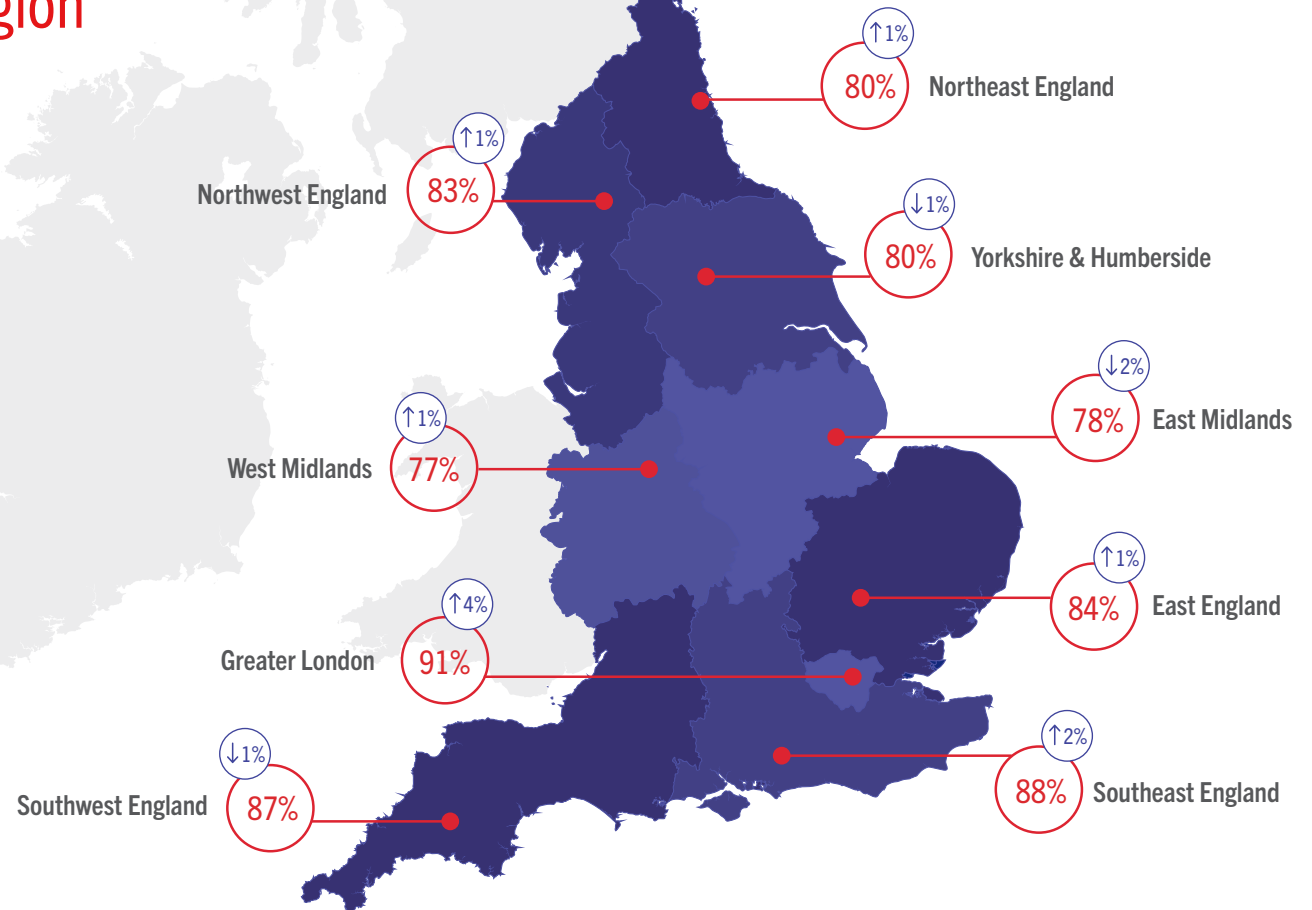 ↑1%
80%
Northeast England
↑1%
83%
Northwest England
↓1%
80%
Yorkshire & Humberside
↓2%
78%
East Midlands
↑1%
77%
West Midlands
↑1%
84%
East England
↑4%
91%
Greater London
↑2%
88%
Southeast England
↓1%
87%
Southwest England